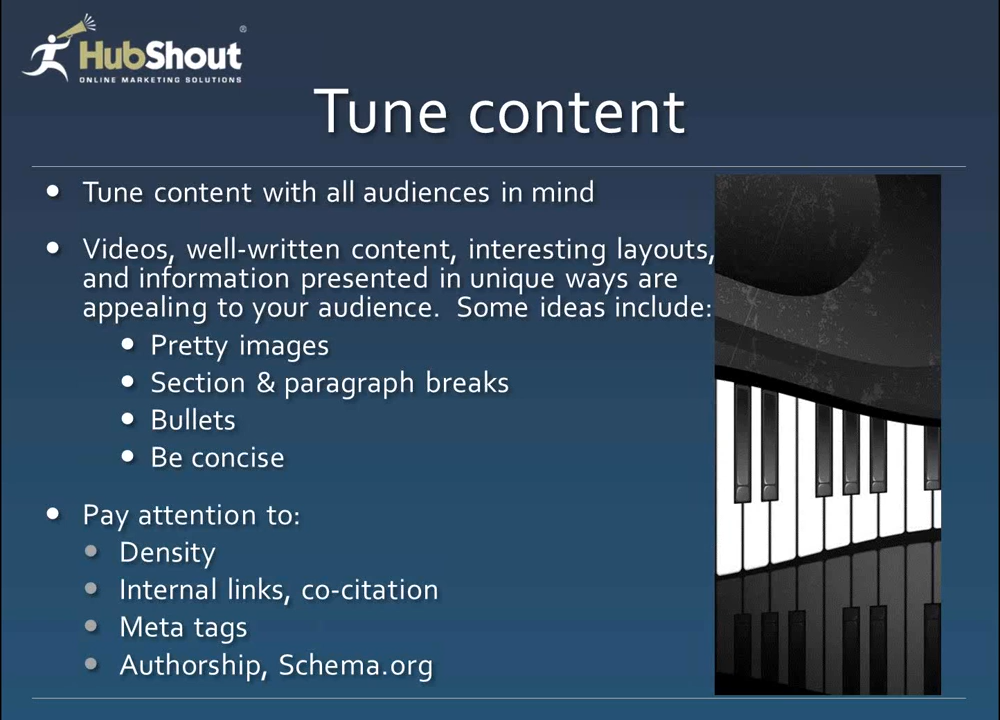 HubShout®
ONLINE MARKETING SOLUTIONS
Tune content
Tune content with all audiences in mind
Videos, well-written content, interesting layouts,
and information presented in unique ways are
appealing to your audience.  Some ideas include:
Pretty images
Section & paragraph breaks
Bullets
Be concise
Pay attention to:
Density
Internal links, co-citation
Meta tags
Authorship, Schema.org